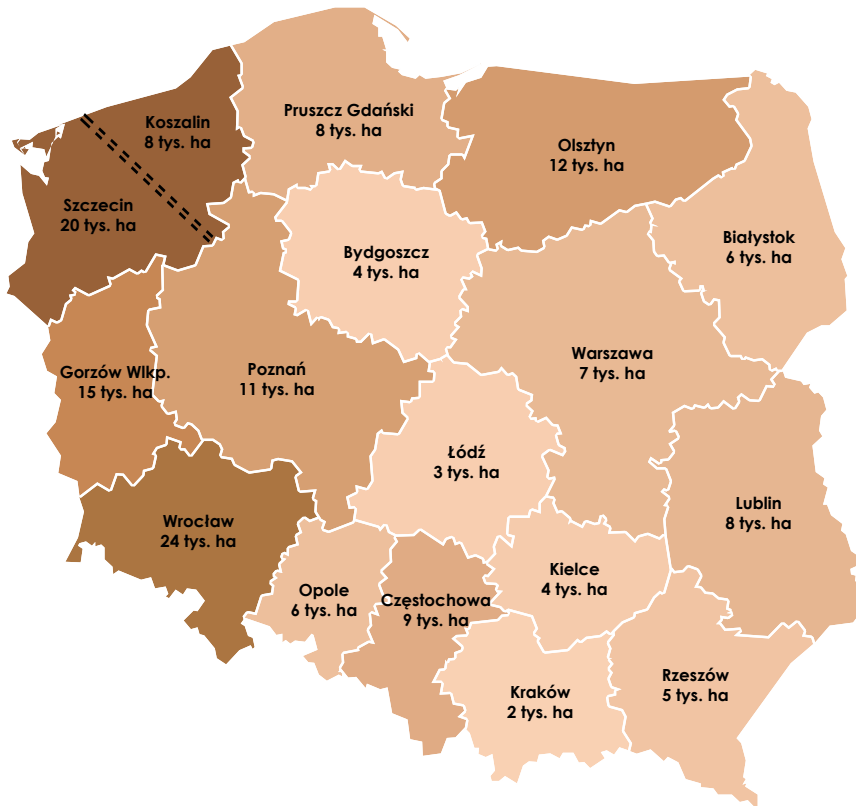 Koszalin
8 tys. ha
Pruszcz Gdański
8 tys. ha
Olsztyn
12 tys. ha
Szczecin
20 tys. ha
Bydgoszcz
4 tys. ha
Białystok
6 tys. ha
Gorzów Wlkp.
15 tys. ha
Poznań
11 tys. ha
Warszawa
7 tys. ha
Łódź
3 tys. ha
Wrocław
24 tys. ha
Lublin
8 tys. ha
Opole
6 tys. ha
Częstochowa
9 tys. ha
Kielce
4 tys. ha
Kraków
2 tys. ha
Rzeszów
5 tys. ha